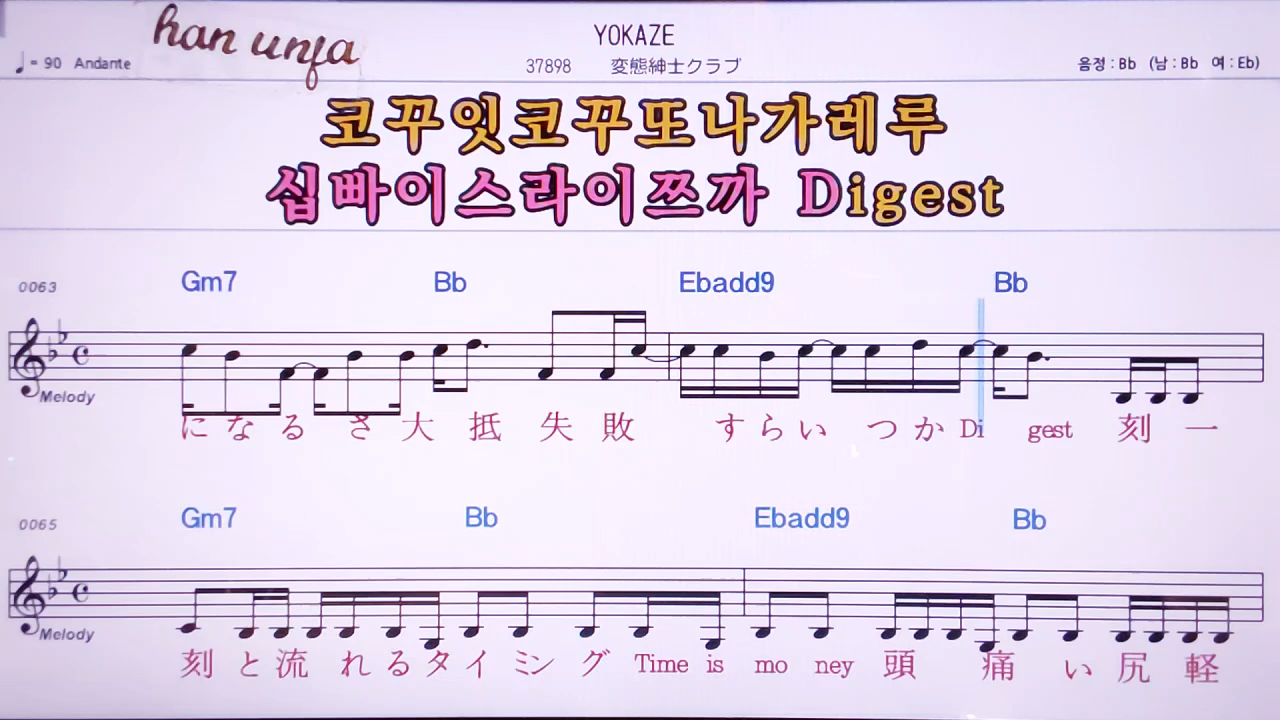 han unfa
YOKAZE
♩= 90 Andante
37898 変態紳士クラブ
음정 : Bb (남 : Bb 여 : Eb)
코꾸잇코꾸또나가레루
십빠이스라이쯔까 Digest
0063 Gm7 Bb Ebadd9 Bb
Melody
になるさ大抵失敗 すらいつか Di gest 刻一
0065 Gm7 Bb Ebadd9 Bb
Melody
刻と流れるタイミング Time is mo ney 頭痛い尻軽